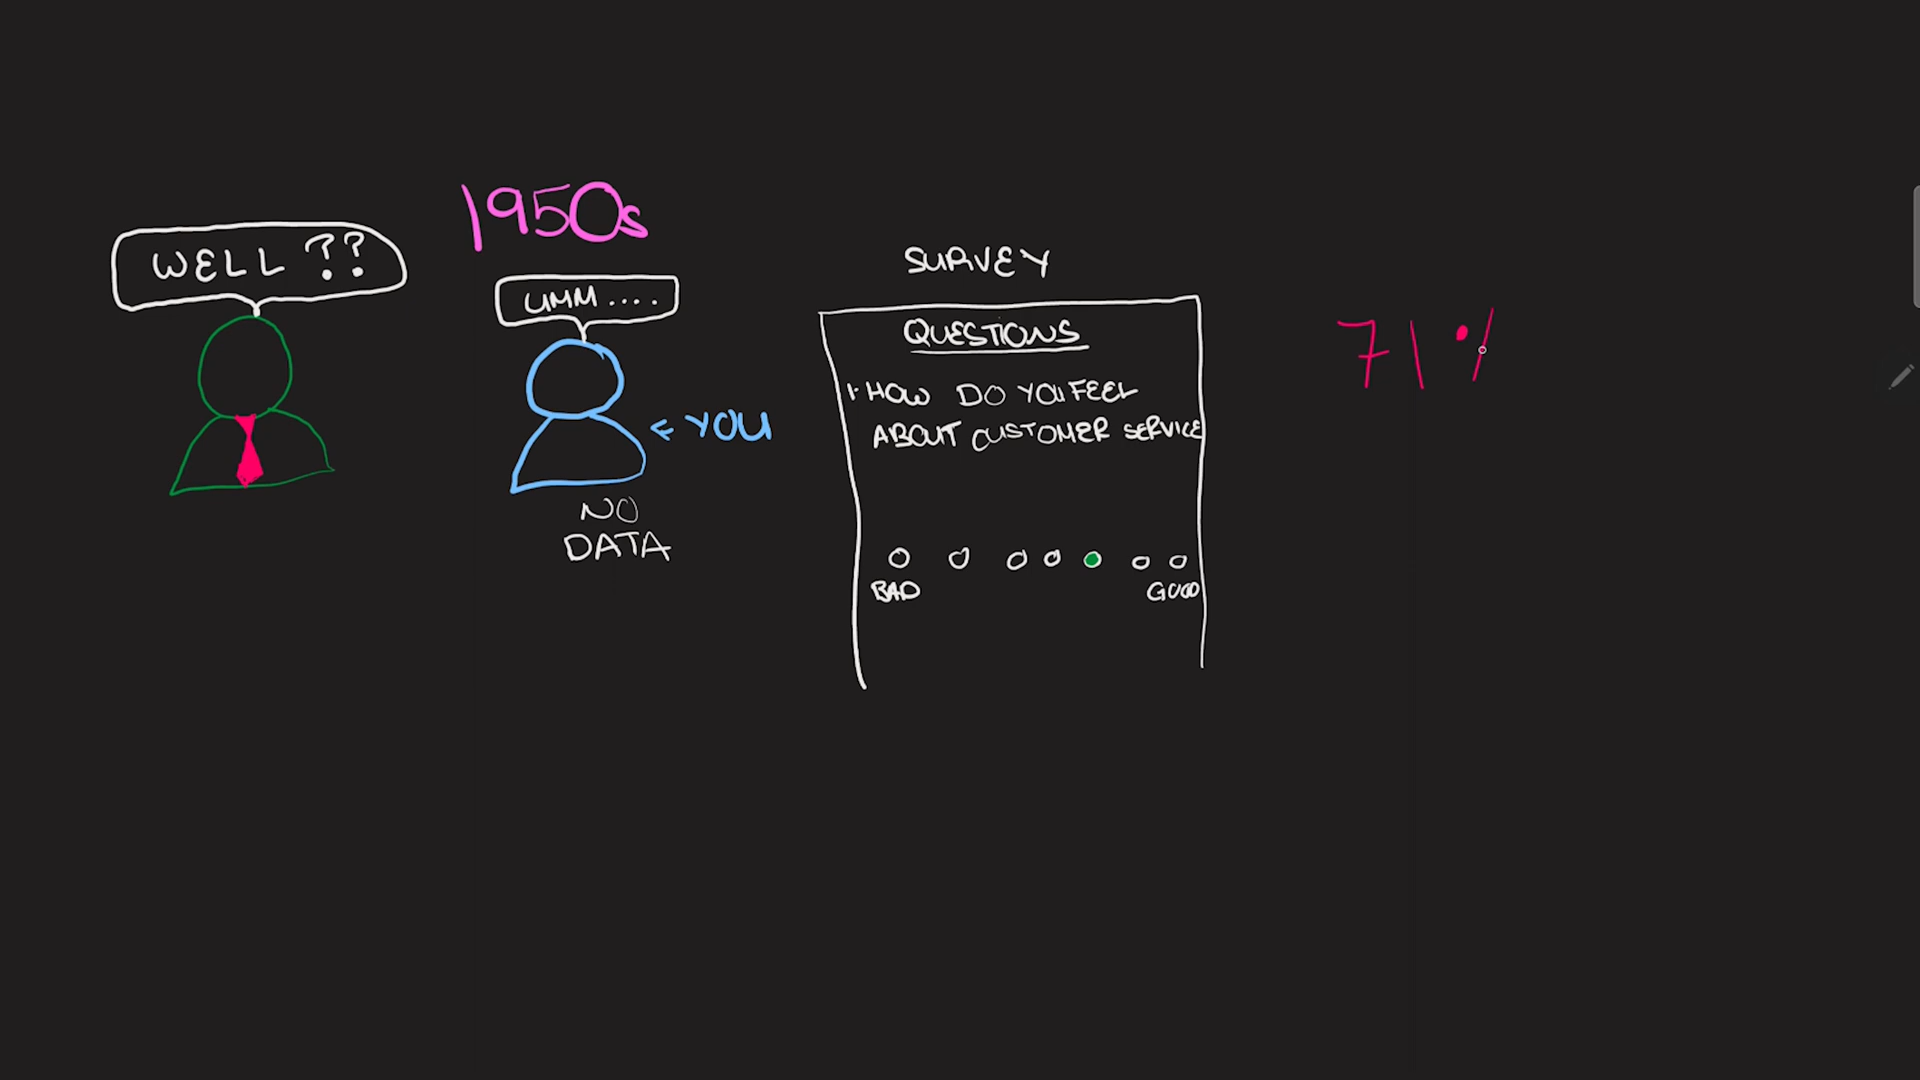 1950s
WELL ??
UMM ....
← YOU
NO
DATA
SURVEY
QUESTIONS
1. HOW DO YOU FEEL
ABOUT CUSTOMER SERVICE
BAD
GOOD
71%